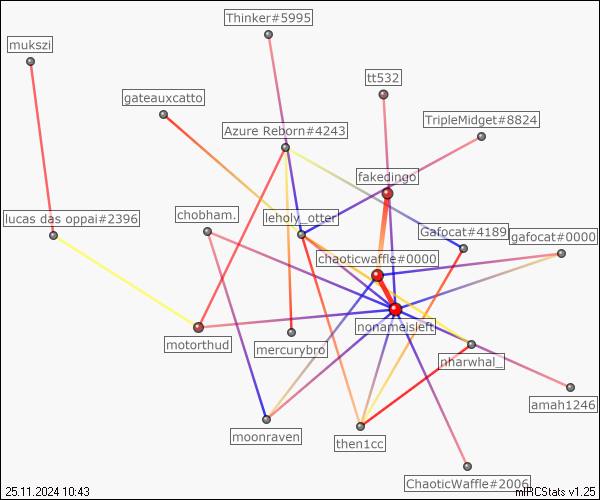 Thinker#5995
mukszi
tt532
gateauxcatto
TripleMidget#8824
Azure Reborn#4243
fakedingo
lucas das oppai#2396
chobham.
leholy_otter
Gafocat#4189
gafocat#0000
chaoticwaffle#0000
nonameisleft
motorthud
mercurybro
nharwhal_
amah1246
moonraven
then1cc
ChaoticWaffle#2006
25.11.2024 10:43
mIRCStats v1.25